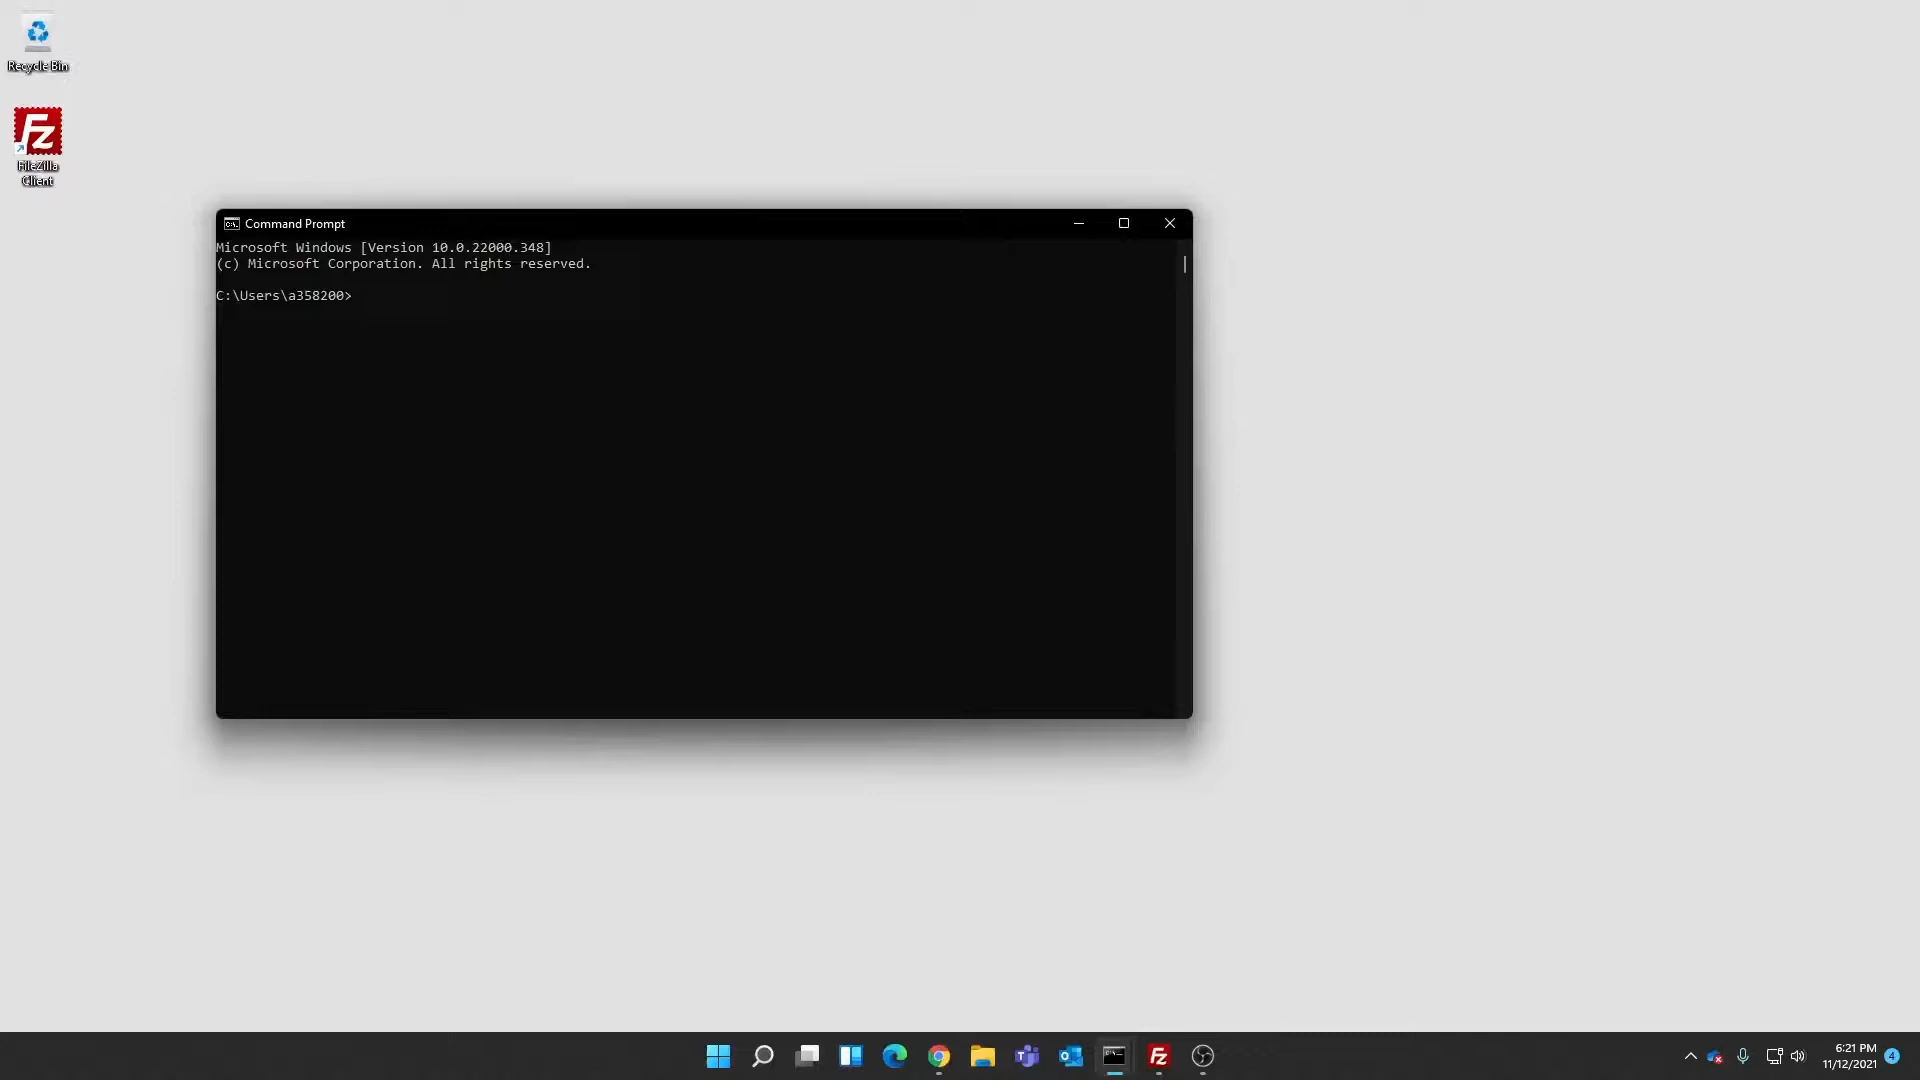 Recycle Bin
FileZilla
Client
Command Prompt
Microsoft Windows [Version 10.0.22000.348]
(c) Microsoft Corporation. All rights reserved.
C:\Users\a358200>
6:21 PM
11/12/2021
4